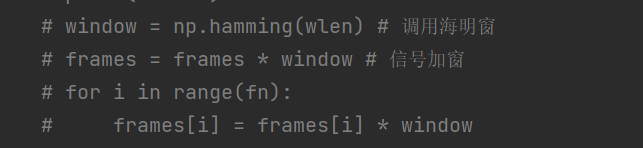 # window = np.hamming(wlen) # 调用海明窗
# frames = frames * window # 信号加窗
# for i in range(fn):
#     frames[i] = frames[i] * window